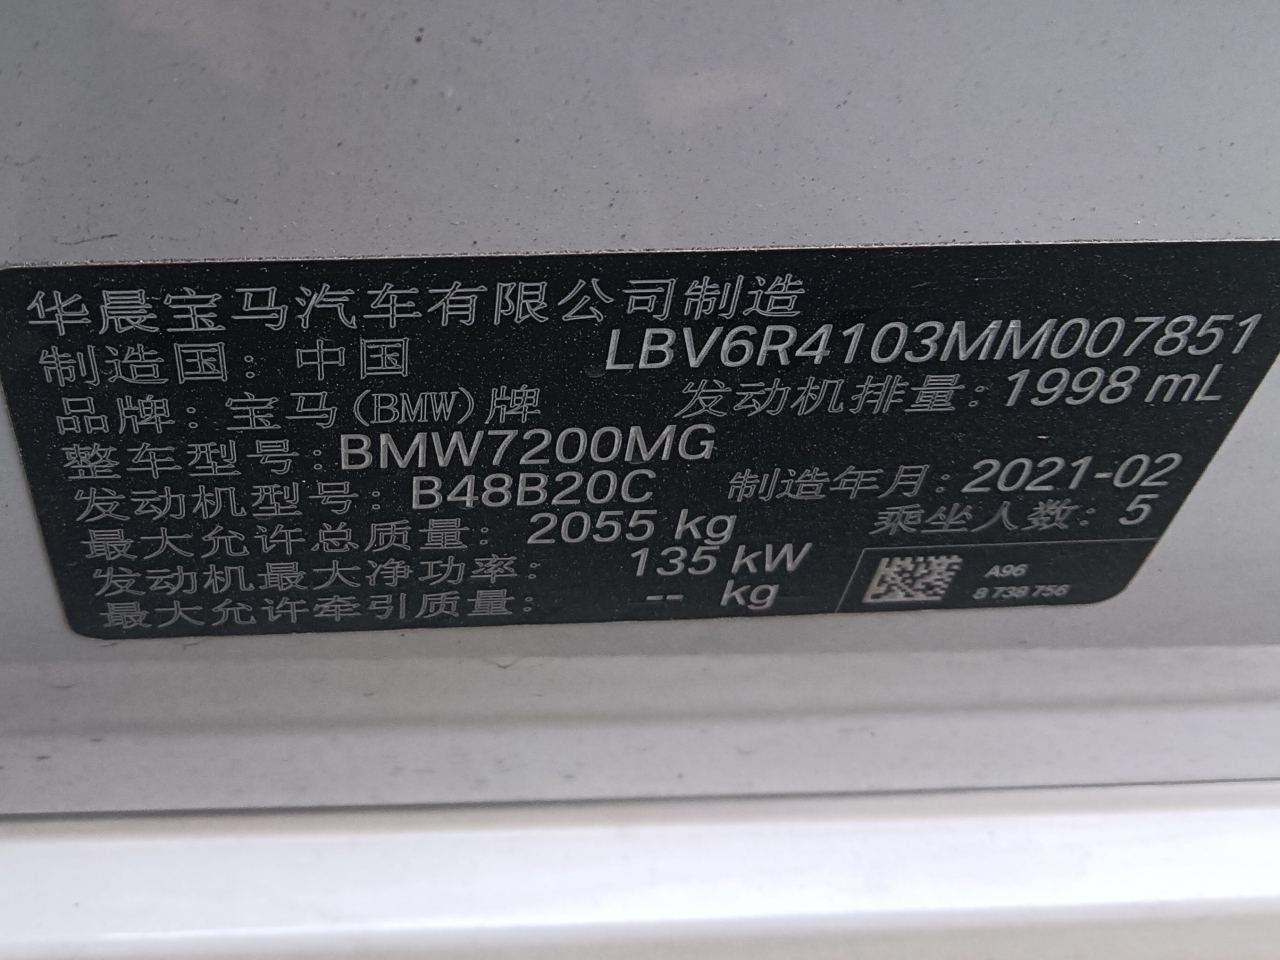 华晨宝马汽车有限公司制造
制造国：中国 LBV6R4103MM007851
品牌：宝马(BMW)牌 发动机排量：1998 mL
整车型号：BMW7200MG
发动机型号：B48B20C 制造年月：2021-02
最大允许总质量：2055 kg 乘坐人数：5
发动机最大净功率：135 kW
最大允许牵引质量：-- kg
A96
8 738 756